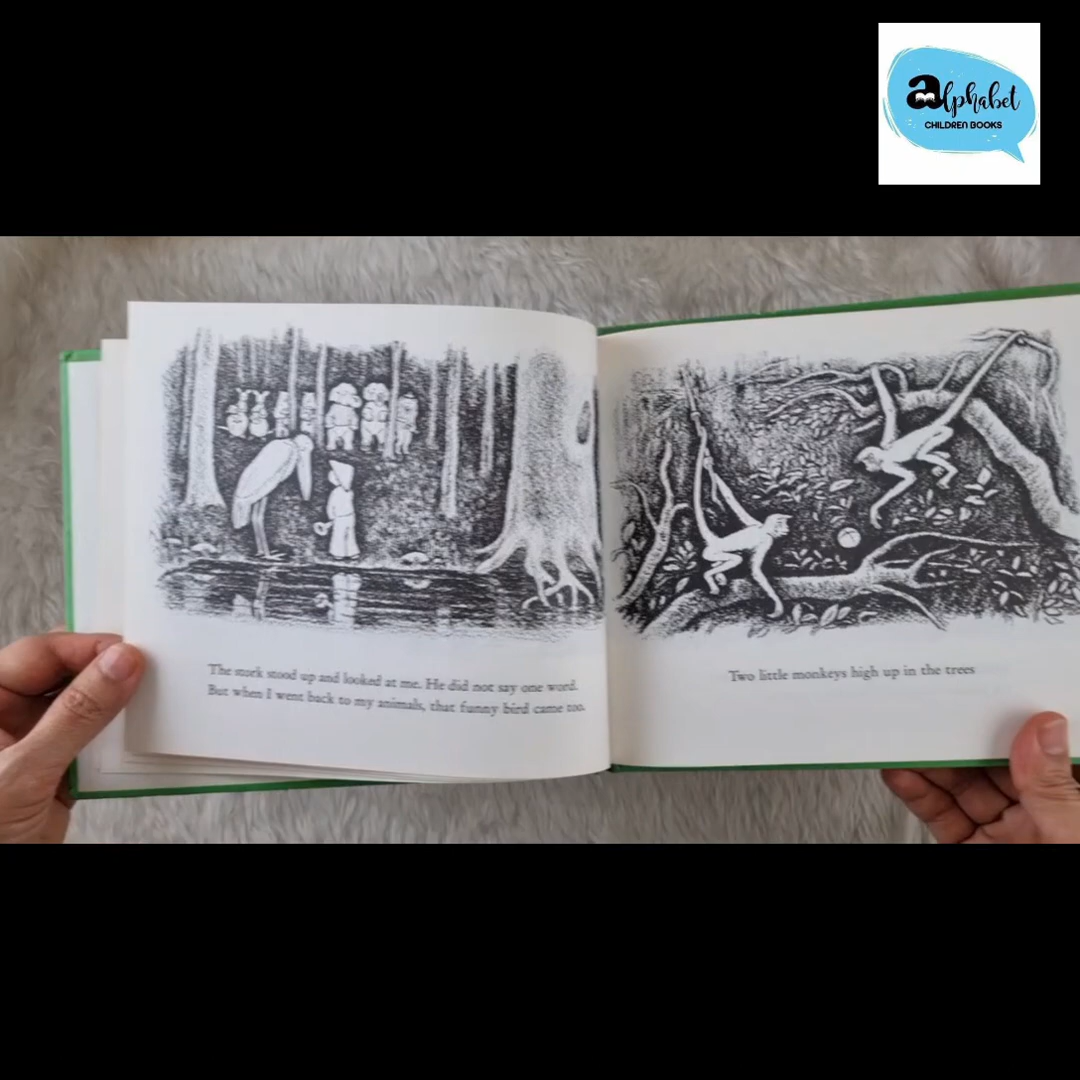 alphabet
CHILDREN BOOKS
The stork stood up and looked at me. He did not say one word.
But when I went back to my animals, that funny bird came too.
Two little monkeys high up in the trees